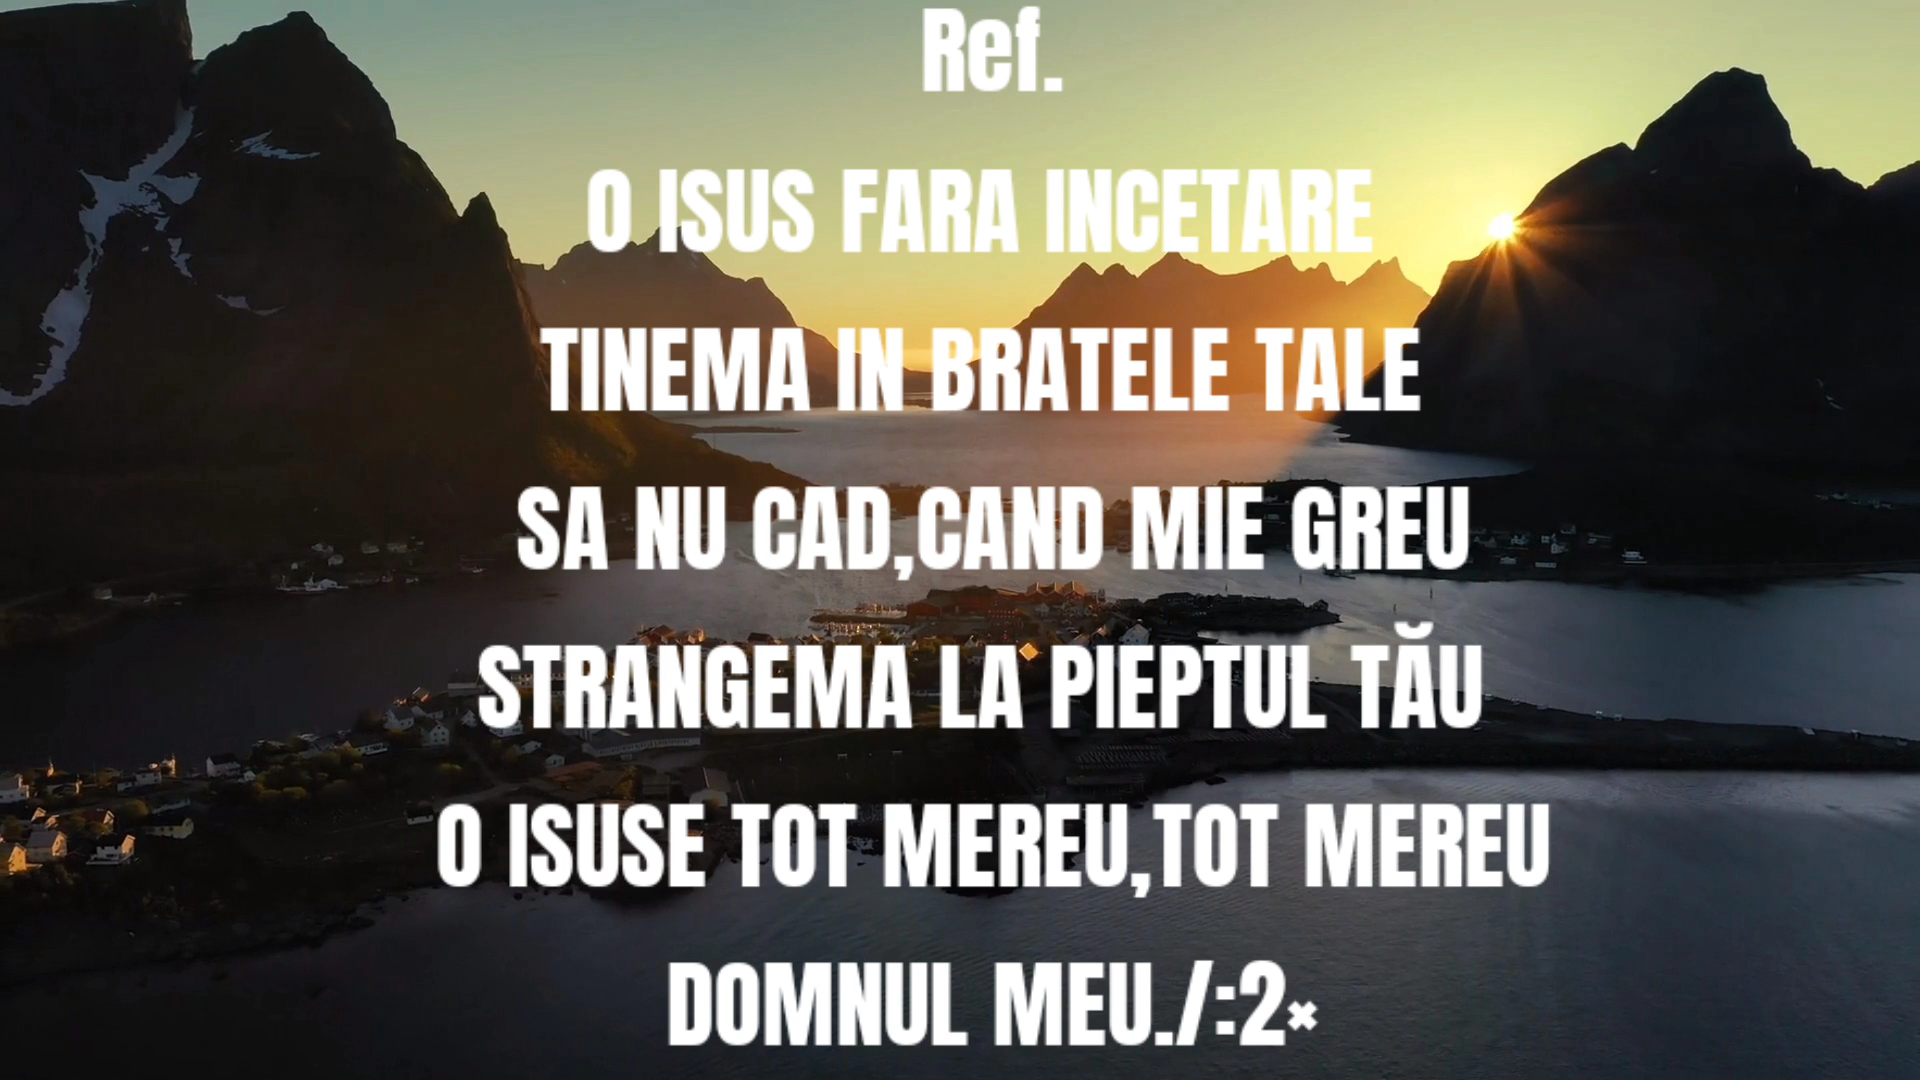 Ref.
O ISUS FARA INCETARE
TINEMA IN BRATELE TALE
SA NU CAD,CAND MIE GREU
STRANGEMA LA PIEPTUL TĂU
O ISUSE TOT MEREU,TOT MEREU
DOMNUL MEU./:2×